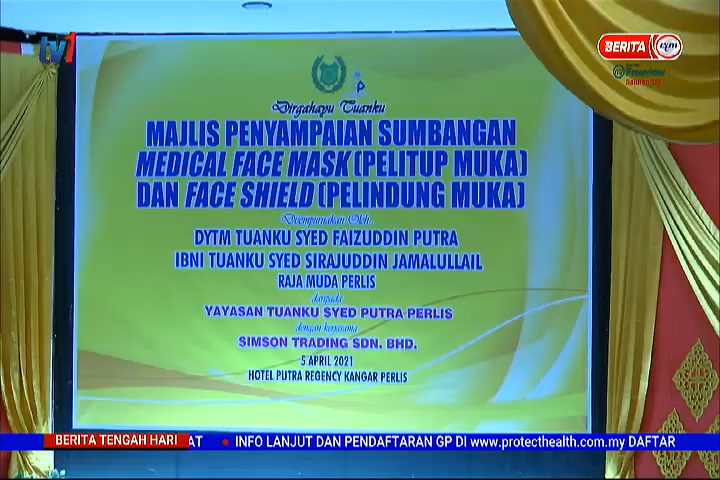 tv1
BERITA rtm
Saluran 123
Dirgahayu Tuanku
MAJLIS PENYAMPAIAN SUMBANGAN
MEDICAL FACE MASK (PELITUP MUKA)
DAN FACE SHIELD (PELINDUNG MUKA)
Disempurnakan Oleh
DYTM TUANKU SYED FAIZUDDIN PUTRA
IBNI TUANKU SYED SIRAJUDDIN JAMALULLAIL
RAJA MUDA PERLIS
daripada
YAYASAN TUANKU SYED PUTRA PERLIS
dengan kerjasama
SIMSON TRADING SDN. BHD.
5 APRIL 2021
HOTEL PUTRA REGENCY KANGAR PERLIS
BERITA TENGAH HARI AT • INFO LANJUT DAN PENDAFTARAN GP DI www.protecthealth.com.my DAFTAR